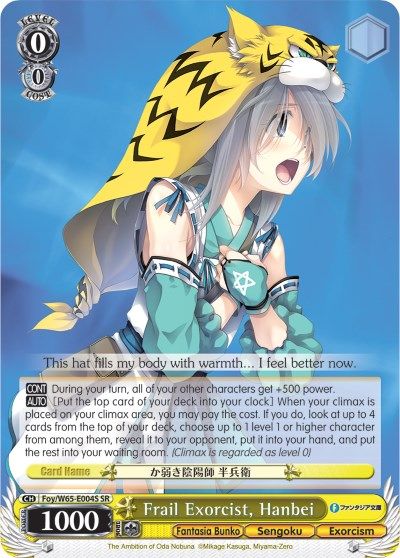 LEVEL
0
0
COST
This hat fills my body with warmth... I feel better now.
CONT During your turn, all of your other characters get +500 power.
AUTO [Put the top card of your deck into your clock] When your climax is
placed on your climax area, you may pay the cost. If you do, look at up to 4
cards from the top of your deck, choose up to 1 level 1 or higher character
from among them, reveal it to your opponent, put it into your hand, and put
the rest into your waiting room. (Climax is regarded as level 0)
Card Name か弱き陰陽師 半兵衛
CH Foy/W65-E004S SR
POWER 1000 Frail Exorcist, Hanbei
ファンタジア文庫
Fantasia Bunko Sengoku Exorcism
The Ambition of Oda Nobuna ©Mikage Kasuga, Miyama-Zero